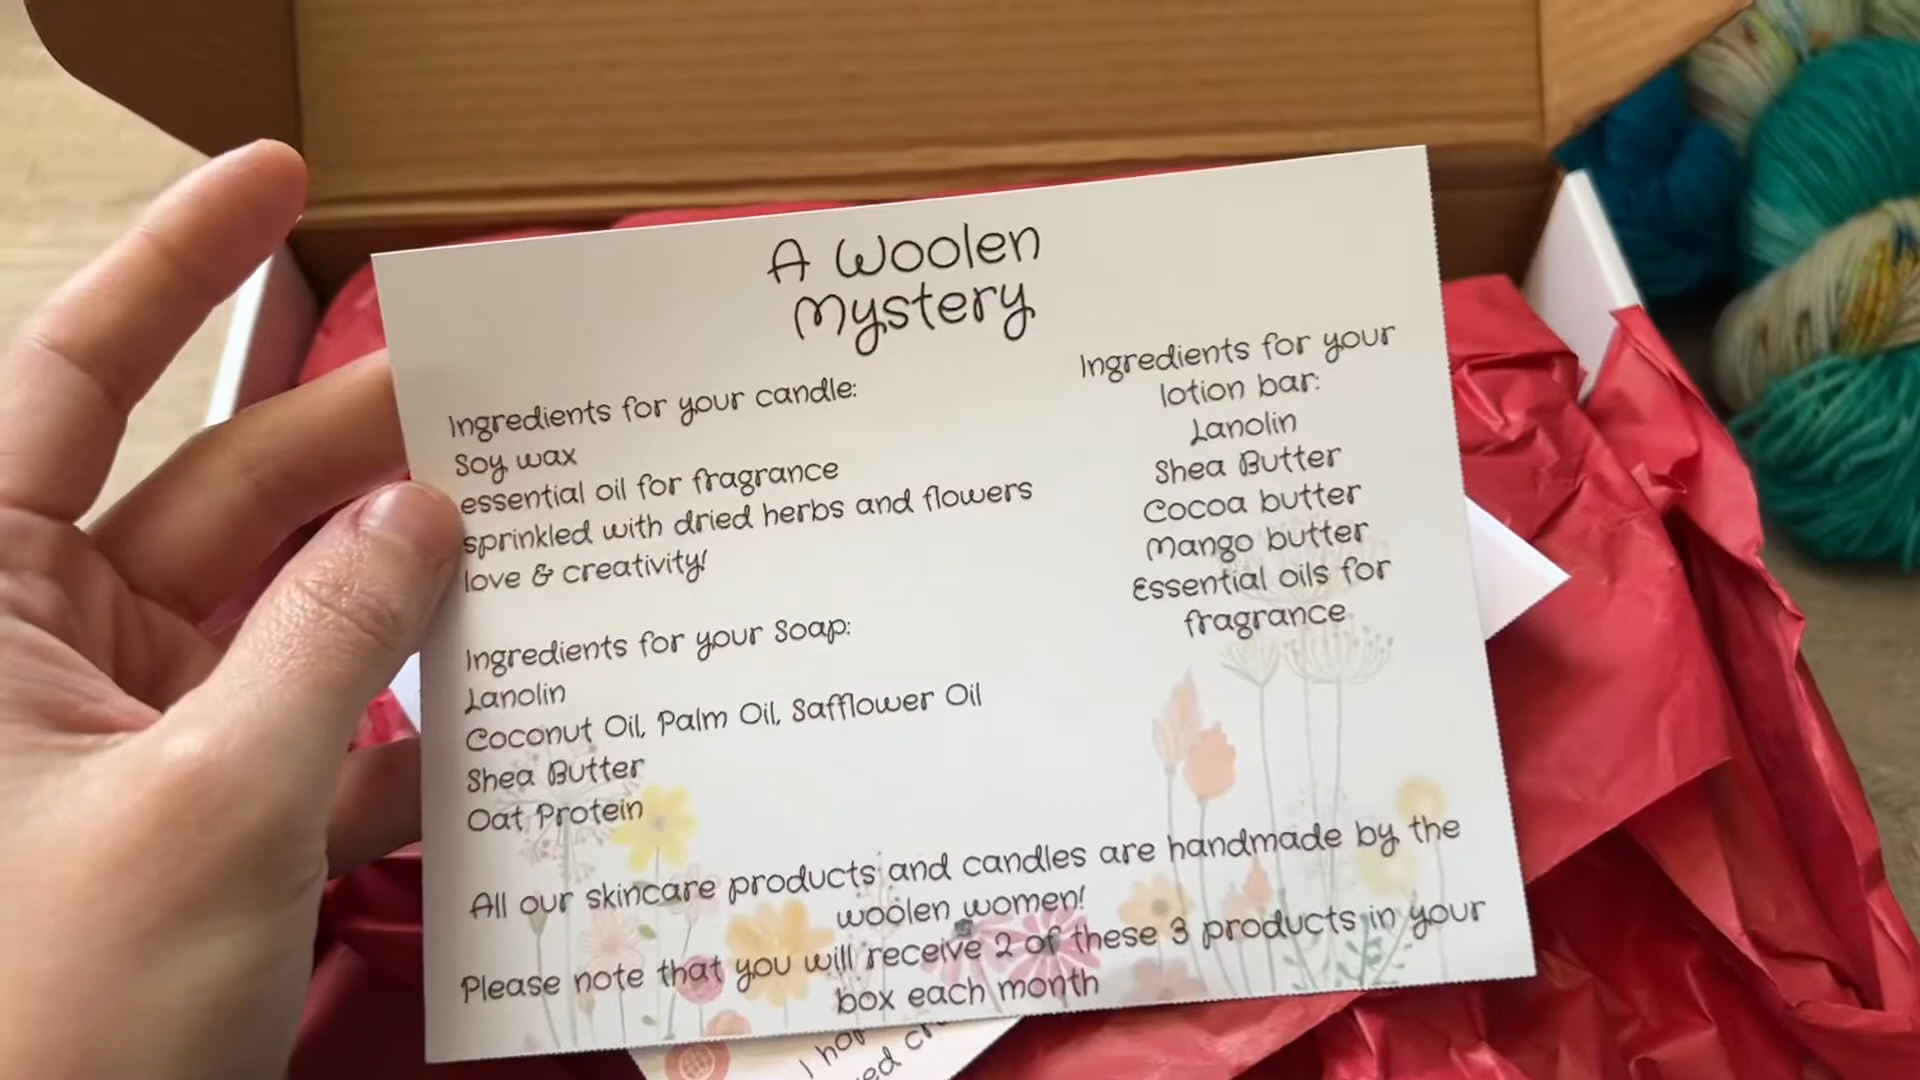 A Woolen
Mystery
Ingredients for your candle:
Soy wax
essential oil for fragrance
sprinkled with dried herbs and flowers
love & creativity!
Ingredients for your Soap:
Lanolin
Coconut Oil, Palm Oil, Safflower Oil
Shea Butter
Oat Protein
Ingredients for your
lotion bar:
Lanolin
Shea Butter
Cocoa butter
Mango butter
Essential oils for
fragrance
All our skincare products and candles are handmade by the
woolen women!
Please note that you will receive 2 of these 3 products in your
box each month
I